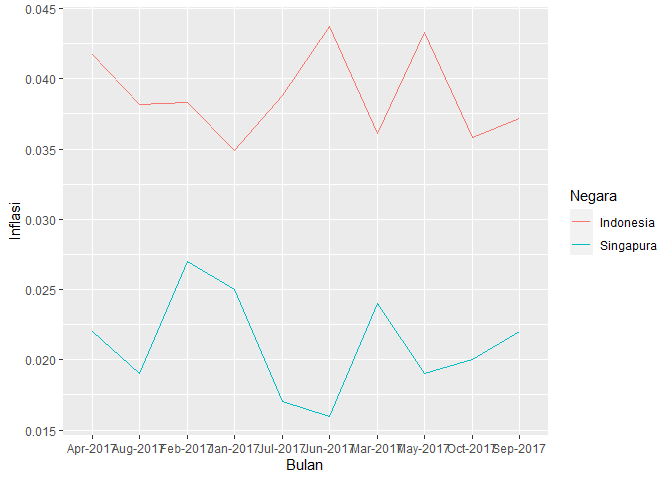 0.045
0.040
0.035
0.030
0.025
0.020
0.015
Inflasi
Apr-2017 Aug-2017 Feb-2017 Jan-2017 Jul-2017 Jun-2017 Mar-2017 May-2017 Oct-2017 Sep-2017
Bulan
Negara
Indonesia
Singapura